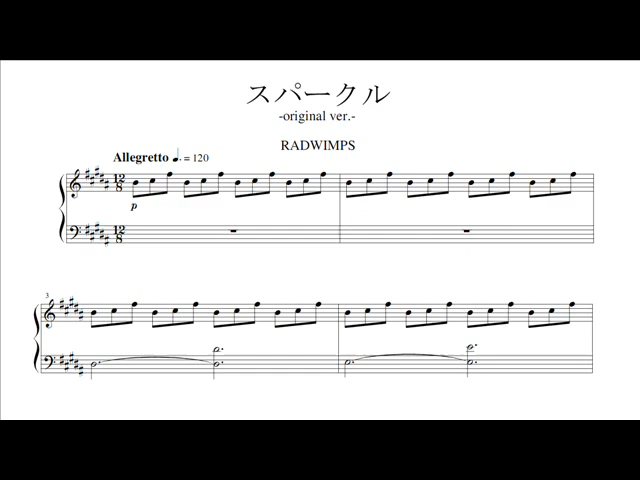 スパークル
-original ver.-
RADWIMPS
Allegretto ♩. = 120
12
8
p
12
8
3